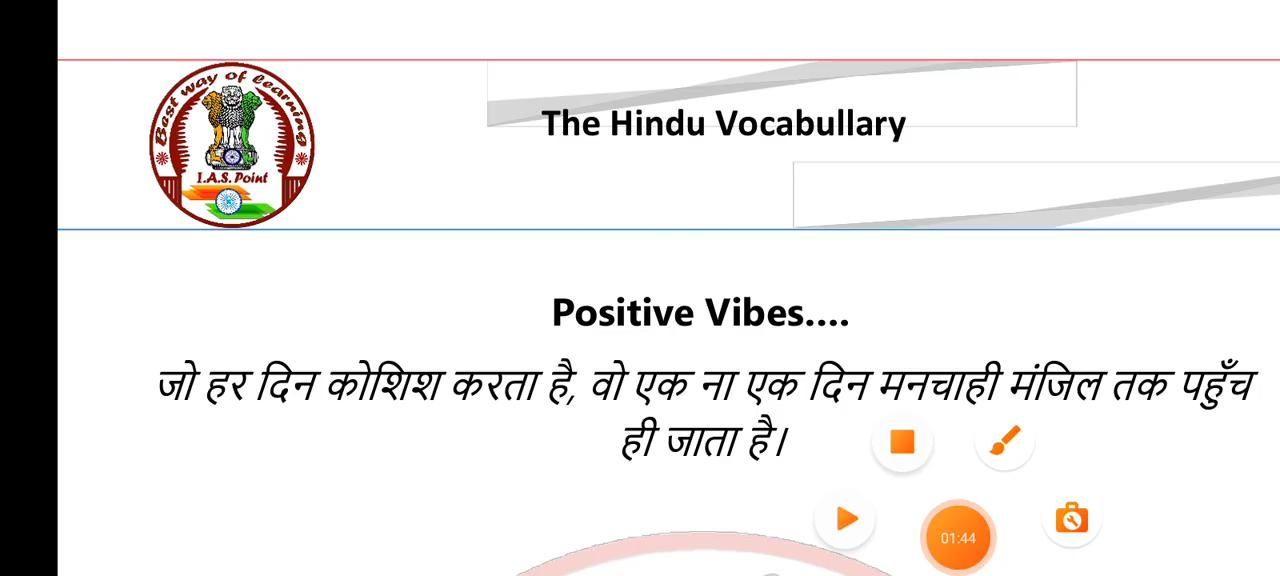 Best way of learning
I.A.S. Point
The Hindu Vocabullary
Positive Vibes....
जो हर दिन कोशिश करता है, वो एक ना एक दिन मनचाही मंजिल तक पहुँच
ही जाता है।
01:44